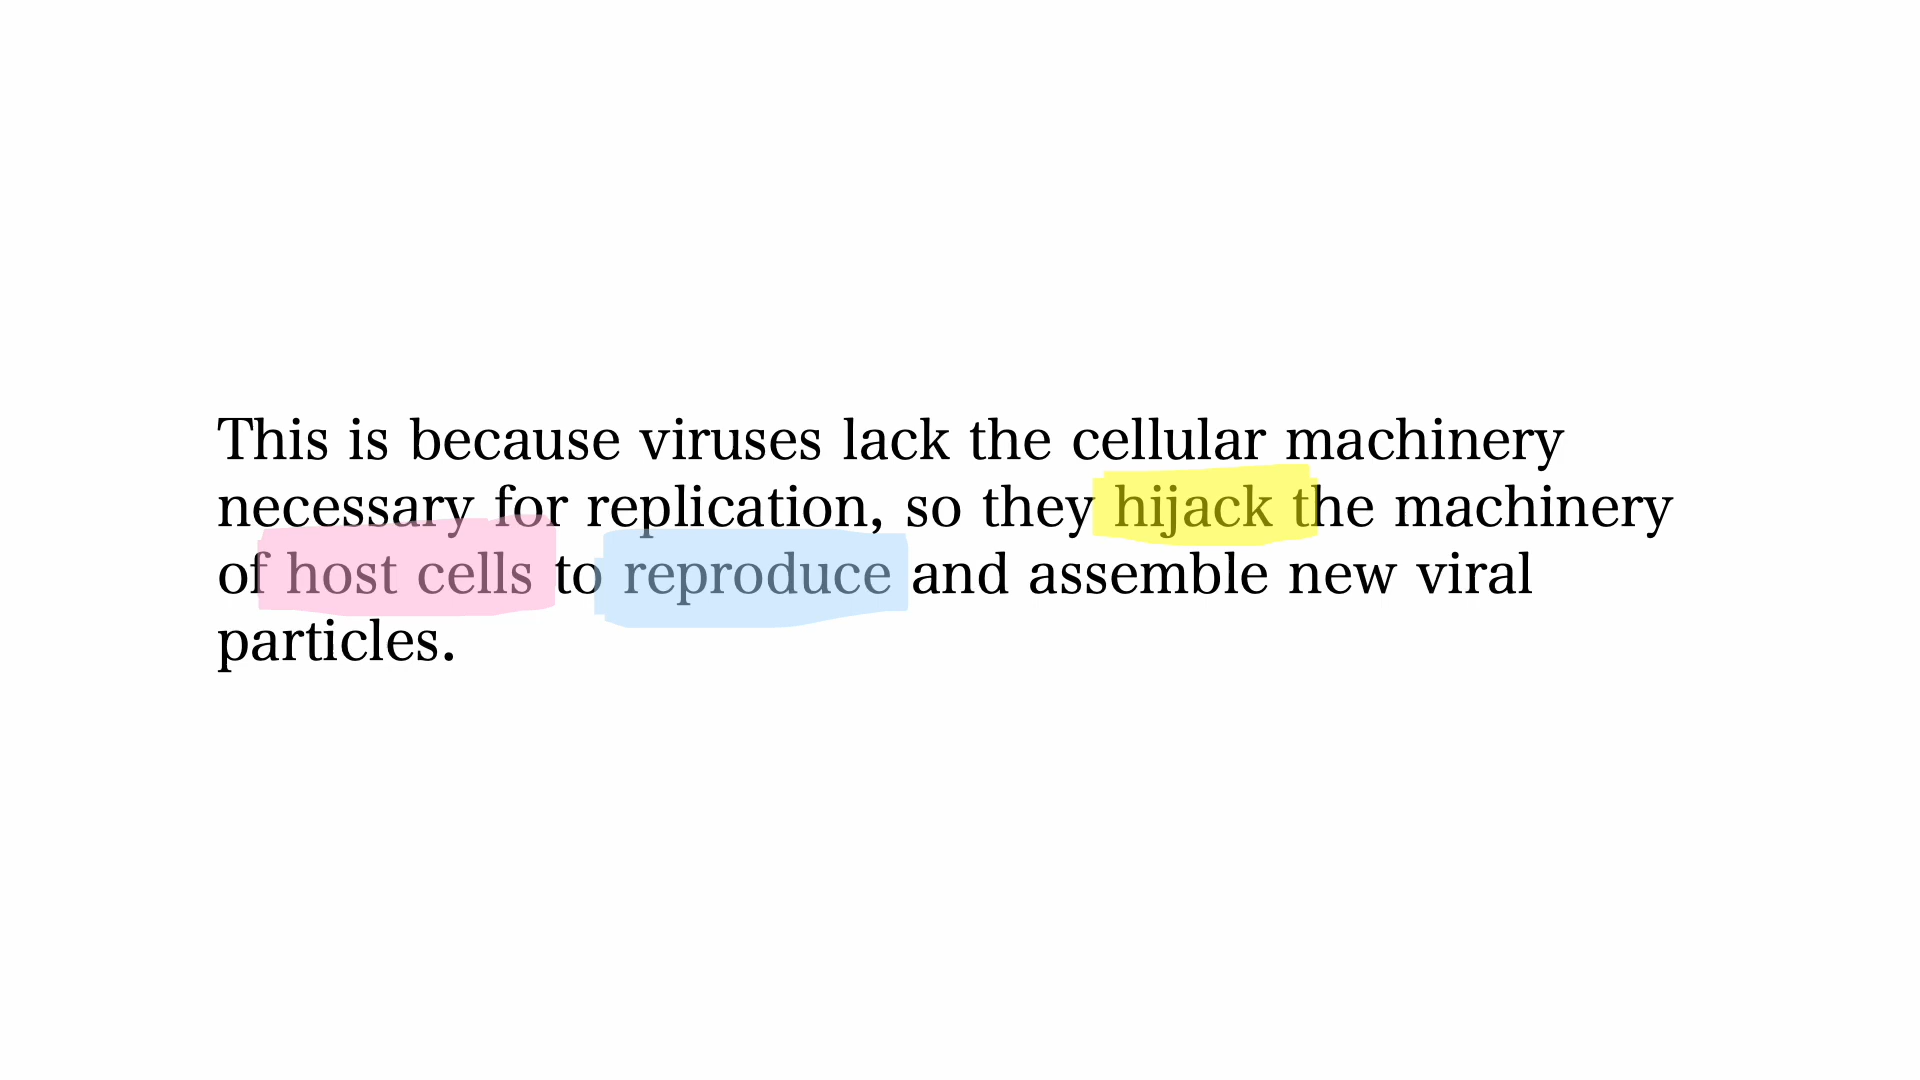 This is because viruses lack the cellular machinery
necessary for replication, so they hijack the machinery
of host cells to reproduce and assemble new viral
particles.